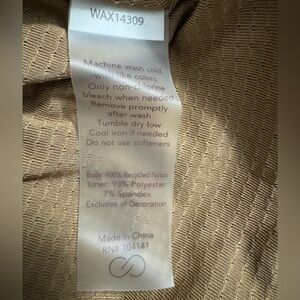 WAX14309
Machine wash cold
with like colors
Only non-chlorine
bleach when needed
Remove promptly
after wash
Tumble dry low
Cool iron if needed
Do not use softeners
Body: 100% Recycled Nylon
Liner: 93% Polyester
7% Spandex
Exclusive of Decoration
Made in China
RN# 104141